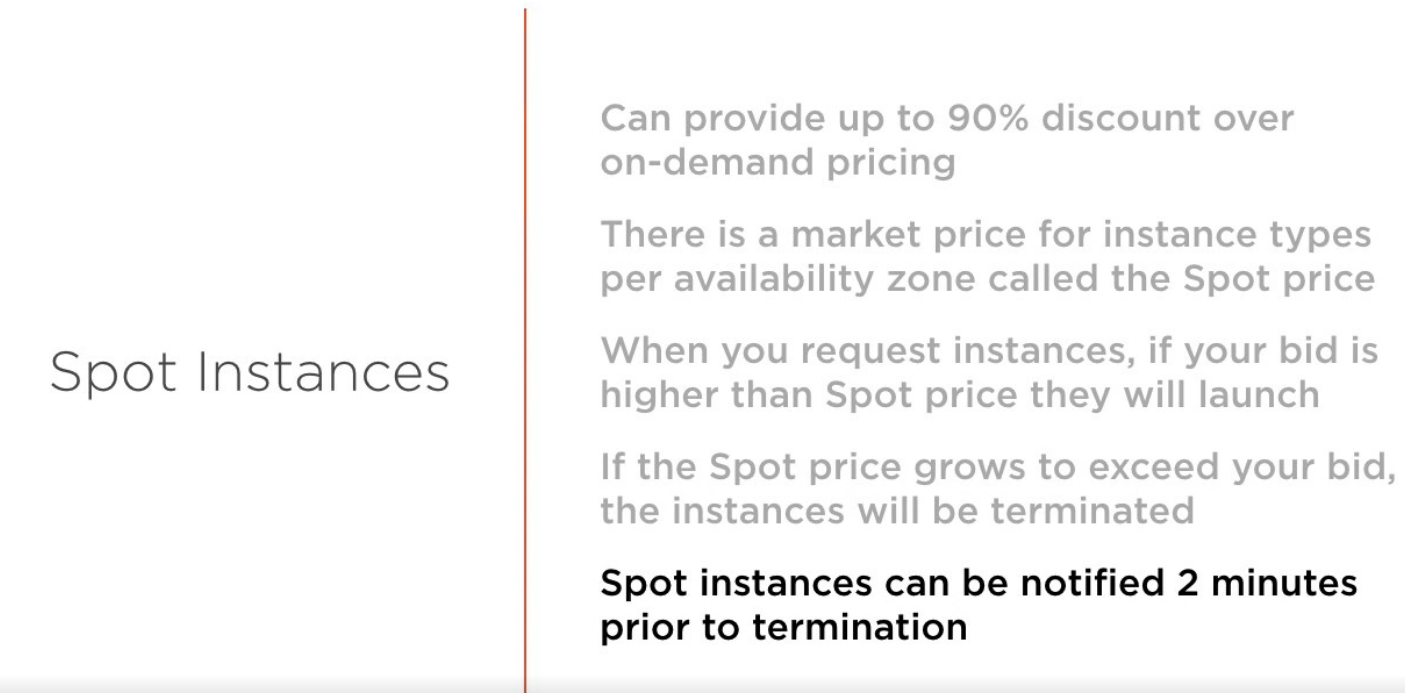 Spot Instances
Can provide up to 90% discount over
on-demand pricing
There is a market price for instance types
per availability zone called the Spot price
When you request instances, if your bid is
higher than Spot price they will launch
If the Spot price grows to exceed your bid,
the instances will be terminated
Spot instances can be notified 2 minutes
prior to termination